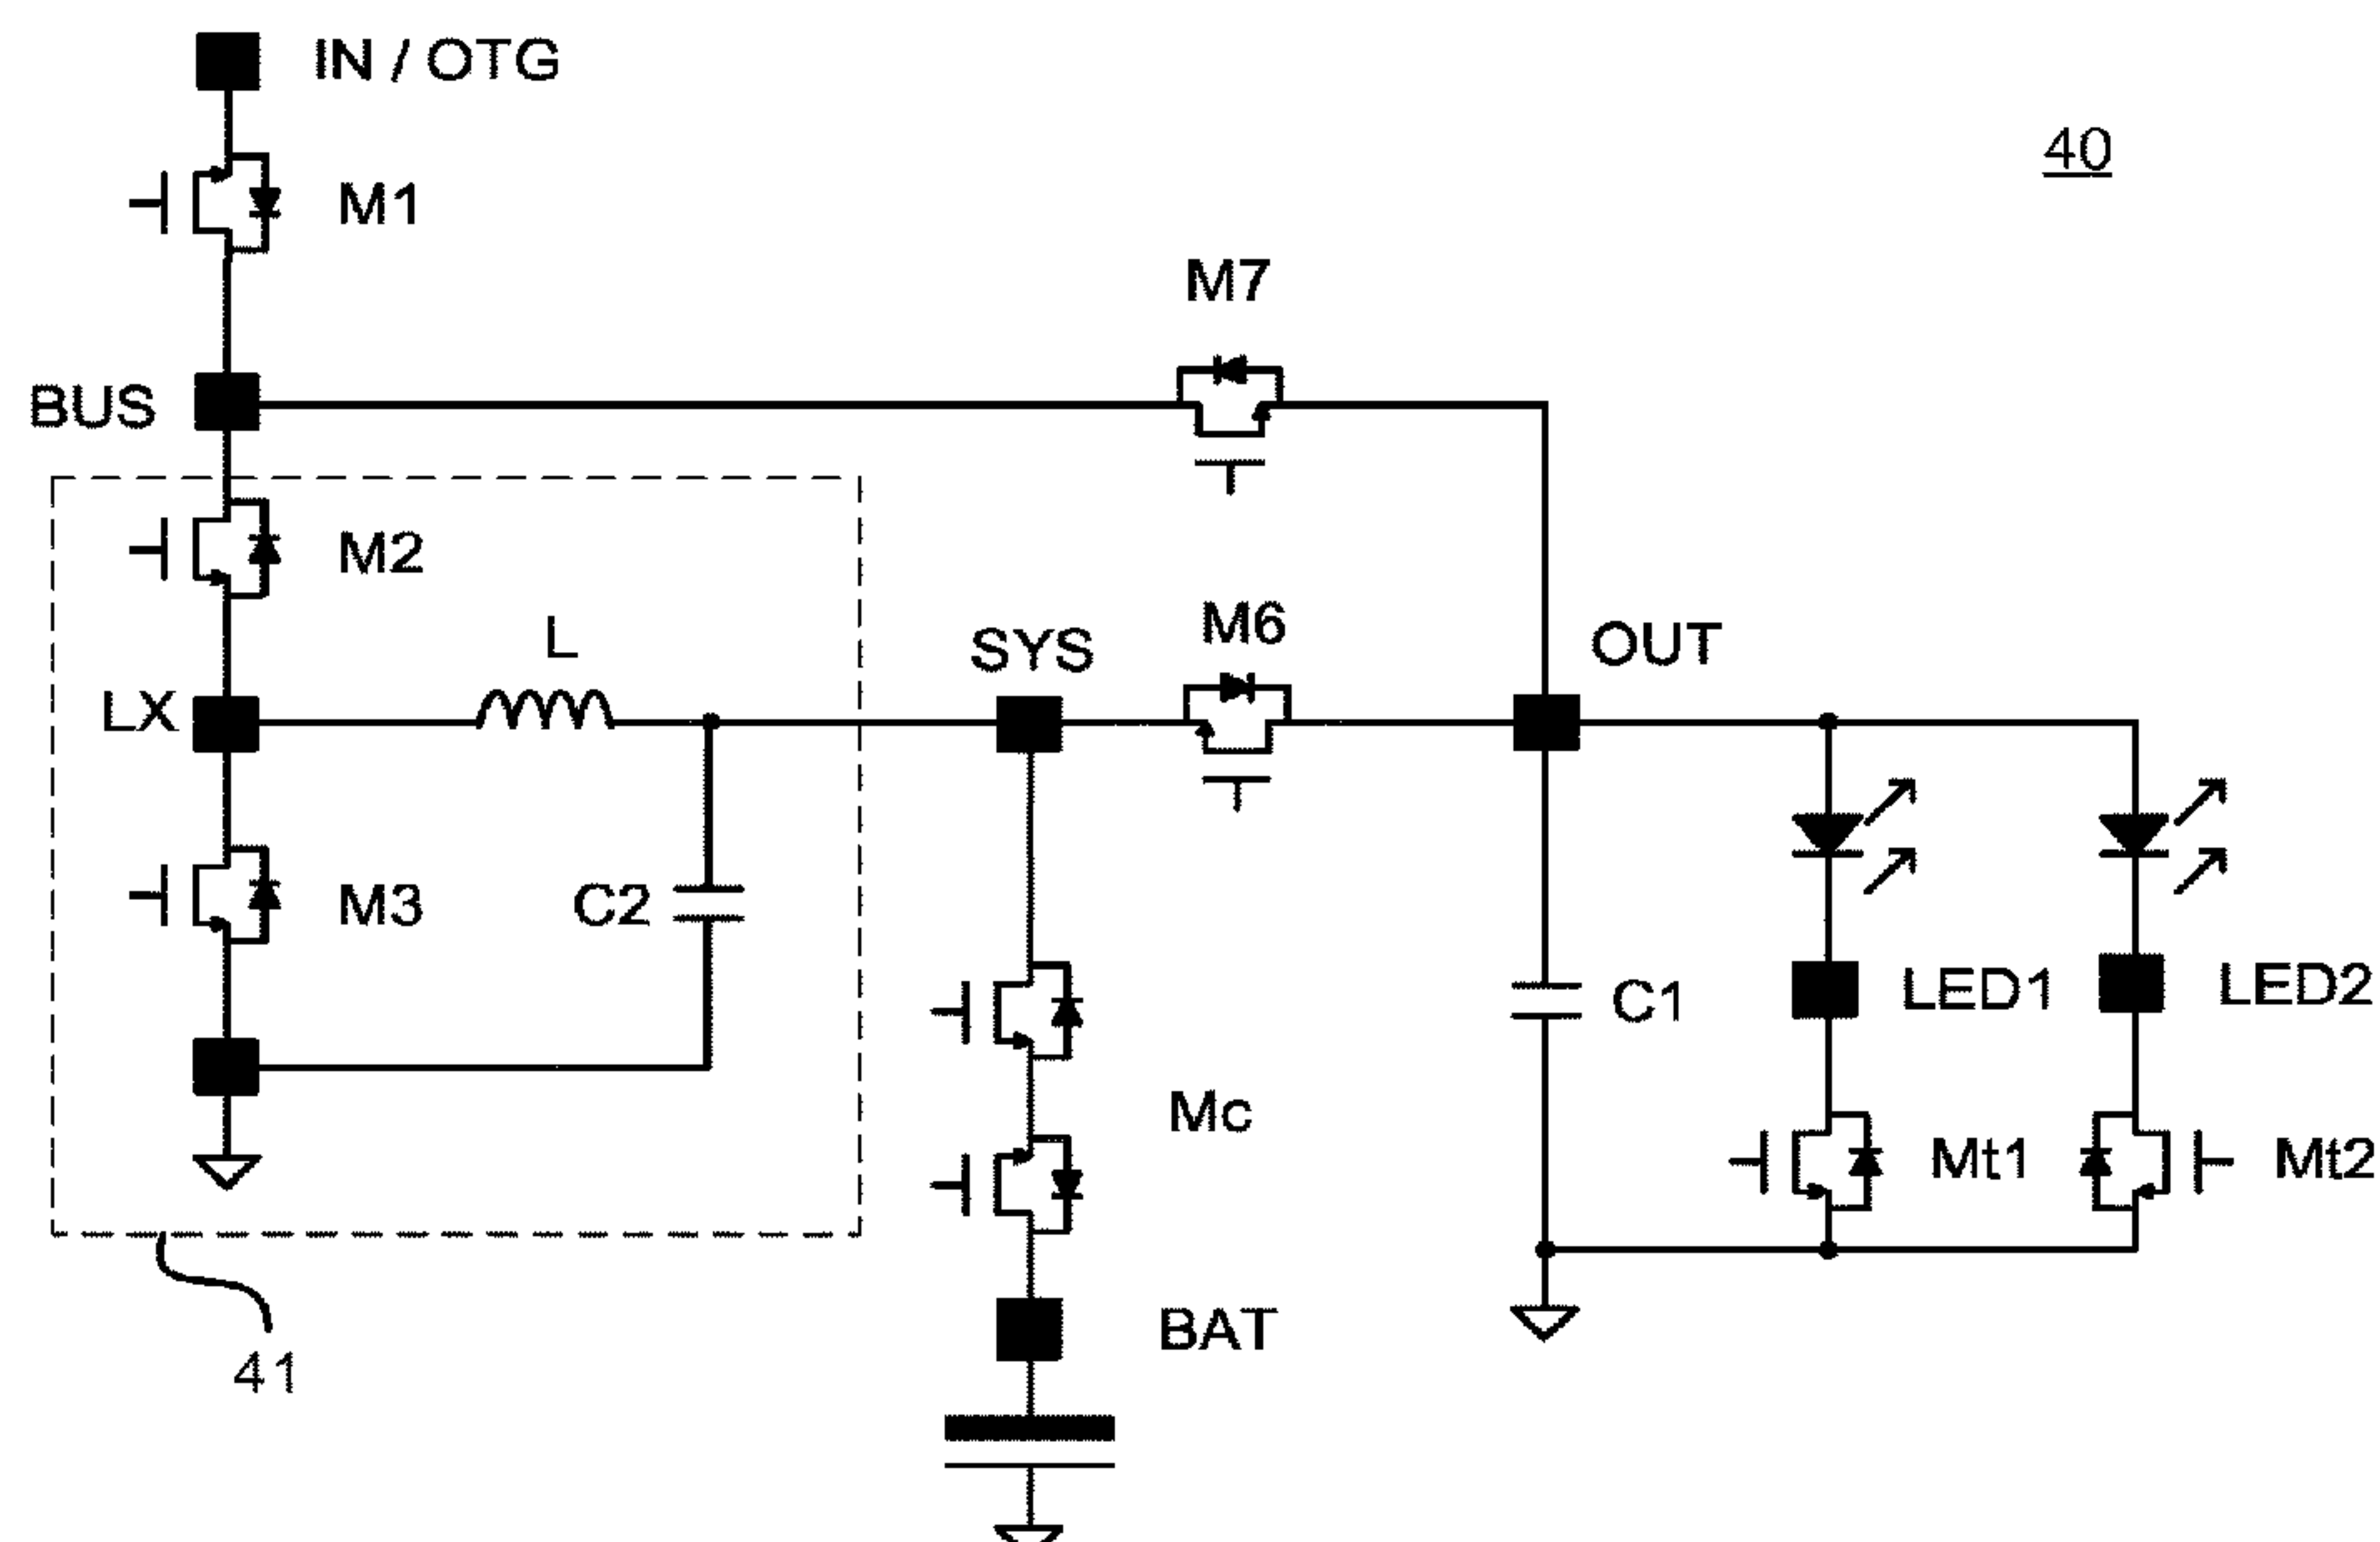 IN / OTG
40
M1
M7
BUS
M2
L
SYS
M6
OUT
LX
M3
C2
C1
LED1
LED2
Mc
Mt1
Mt2
BAT
41